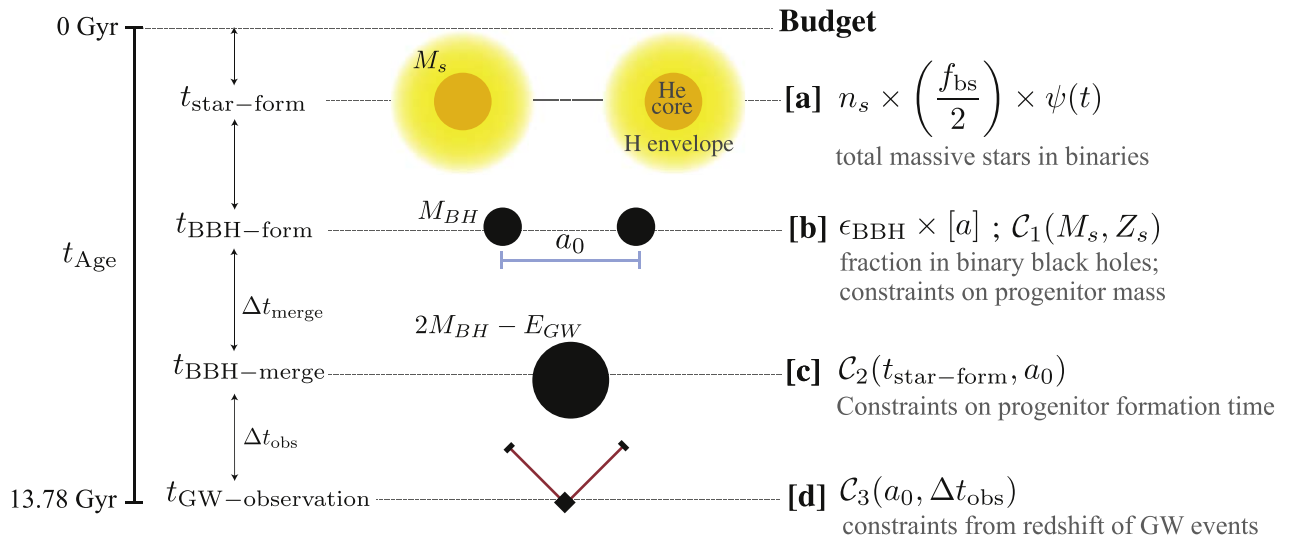 0 Gyr
Budget
M_s
t_star−form
He
core
[a] n_s × (f_bs/2) × ψ(t)
H envelope
total massive stars in binaries
M_BH
t_BBH−form
[b] ϵ_BBH × [a] ; C_1(M_s, Z_s)
a_0
t_Age
fraction in binary black holes;
constraints on progenitor mass
Δt_merge
2M_BH − E_GW
t_BBH−merge
[c] C_2(t_star−form, a_0)
Constraints on progenitor formation time
Δt_obs
13.78 Gyr
t_GW−observation
[d] C_3(a_0, Δt_obs)
constraints from redshift of GW events